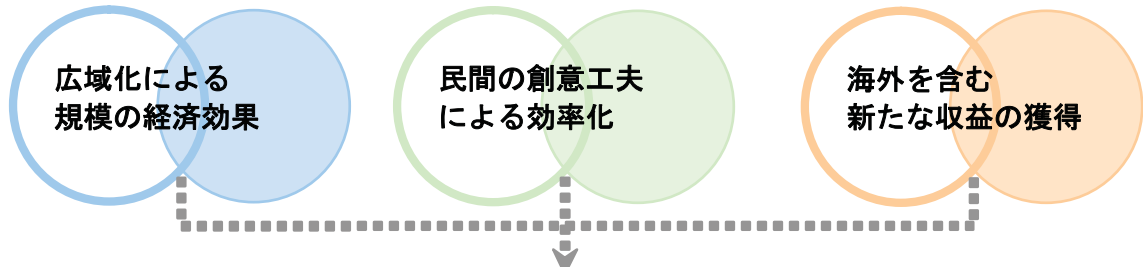 広域化による
規模の経済効果
民間の創意工夫
による効率化
海外を含む
新たな収益の獲得